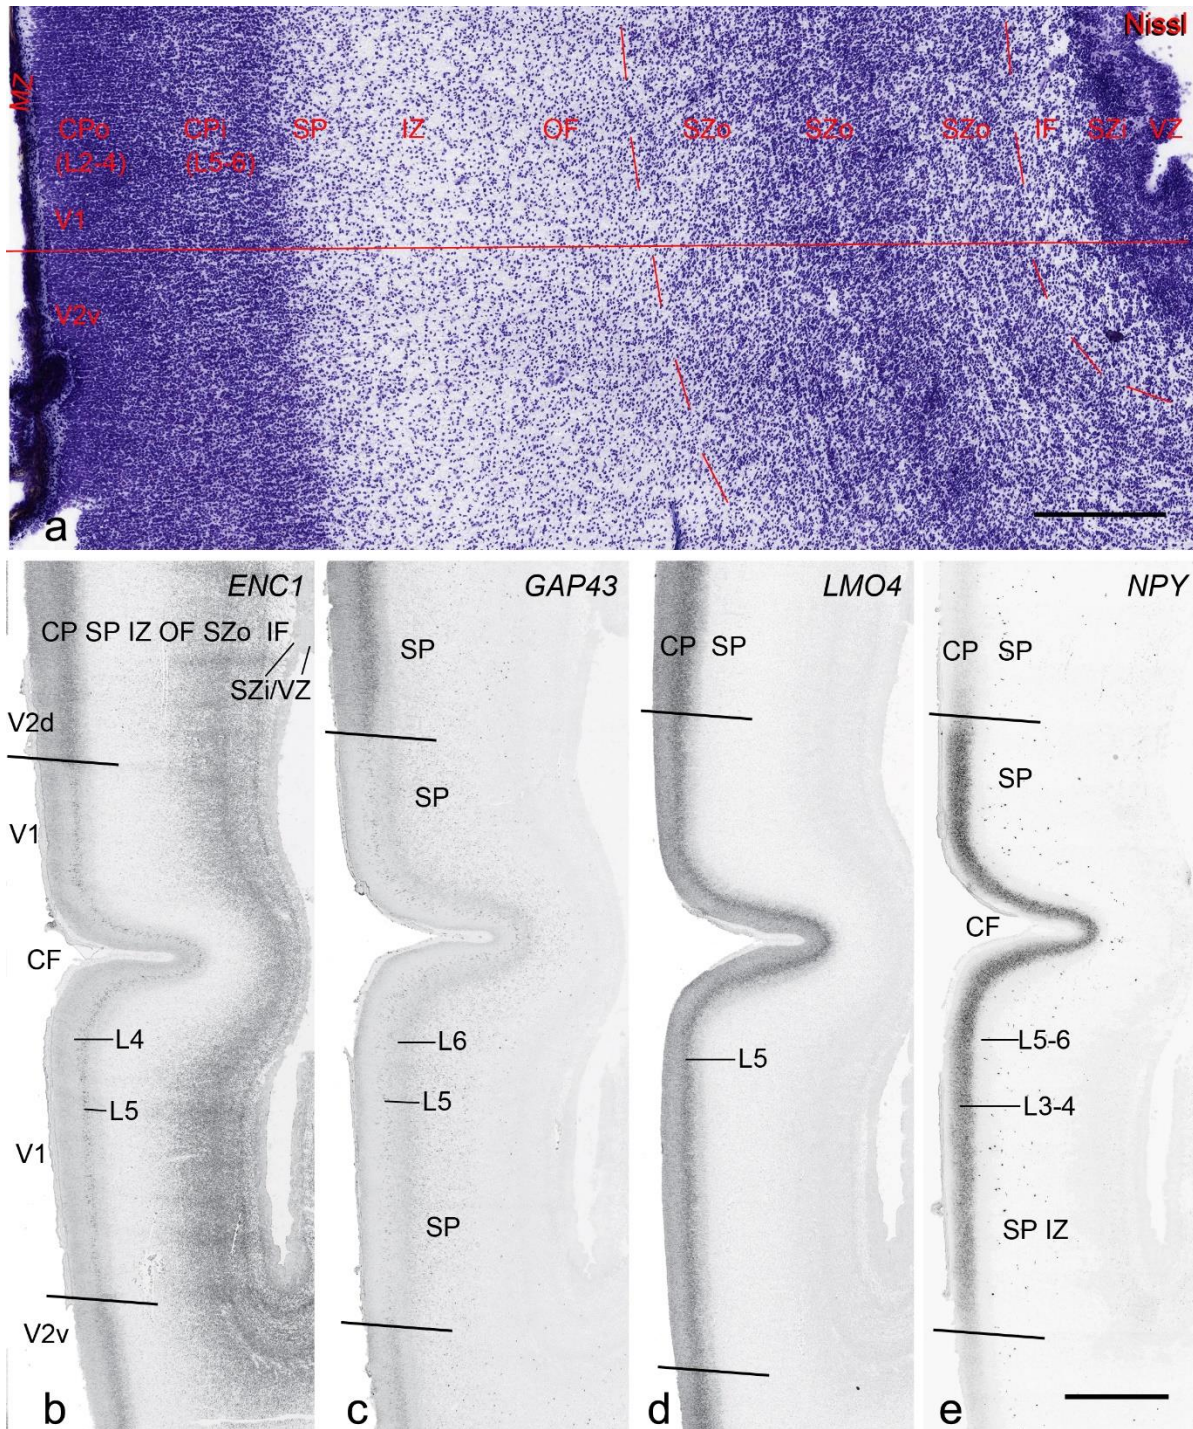 Nissl
MZ
CPo CPi SP IZ OF SZo SZo SZo IF SZi VZ
(L2-4) (L5-6)
V1
V2v
a
ENC1 GAP43 LMO4 NPY
CP SP IZ OF SZo IF SP CP SP CP SP
SZi/VZ
V2d
SP SP
V1
CF CF
L4 L6 L5-6
L5
L5 L5 L3-4
V1
SP SP IZ
V2v
b c d e